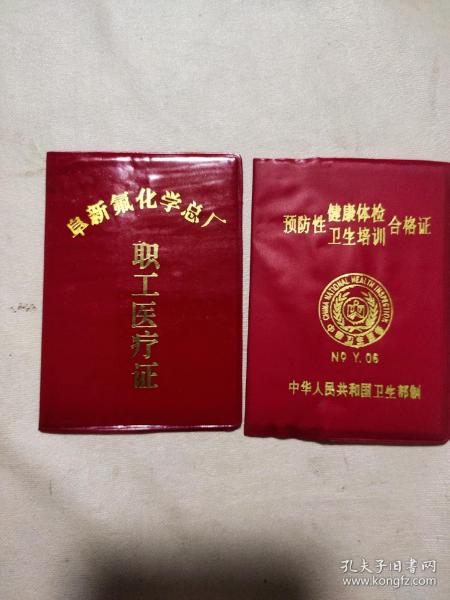 阜新氟化学总厂
职工医疗证
预防性 健康体检 合格证
卫生培训
CHINA NATIONAL HEALTH INSPECTION
Nº Y. 06
中华人民共和国卫生部制
孔夫子旧书网
www.kongfz.com